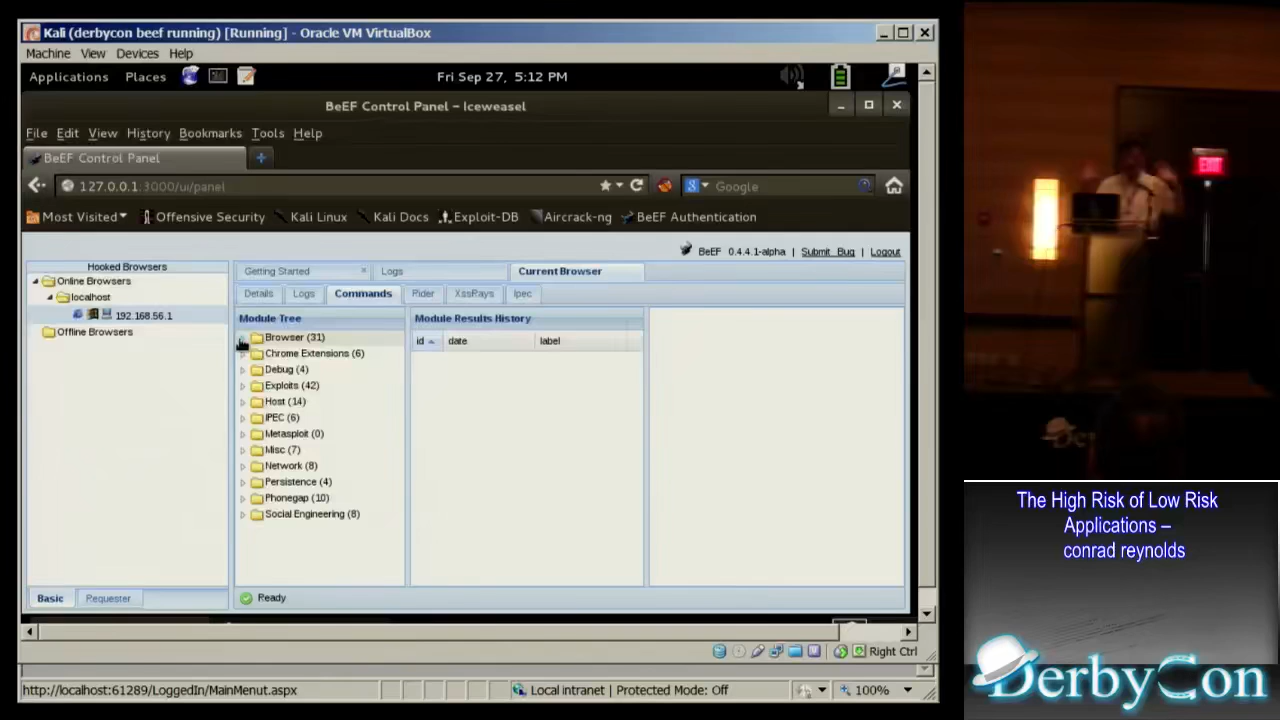 Kali (derbycon beef running) [Running] - Oracle VM VirtualBox
Machine View Devices Help
Applications Places Fri Sep 27, 5:12 PM
BeEF Control Panel - Iceweasel
File Edit View History Bookmarks Tools Help
BeEF Control Panel
127.0.0.1:3000/ui/panel Google
Most Visited Offensive Security Kali Linux Kali Docs Exploit-DB Aircrack-ng BeEF Authentication
BeEF 0.4.4.1-alpha | Submit Bug | Logout
Hooked Browsers
Online Browsers
localhost
192.168.56.1
Offline Browsers
Basic Requester
Getting Started Logs Current Browser
Details Logs Commands Rider XssRays Ipec
Module Tree
Browser (31)
Chrome Extensions (6)
Debug (4)
Exploits (42)
Host (14)
IPEC (6)
Metasploit (0)
Misc (7)
Network (8)
Persistence (4)
Phonegap (10)
Social Engineering (8)
Module Results History
id date label
Ready
Right Ctrl
http://localhost:61289/LoggedIn/MainMenut.aspx Local intranet | Protected Mode: Off 100%
The High Risk of Low Risk
Applications –
conrad reynolds
DerbyCon